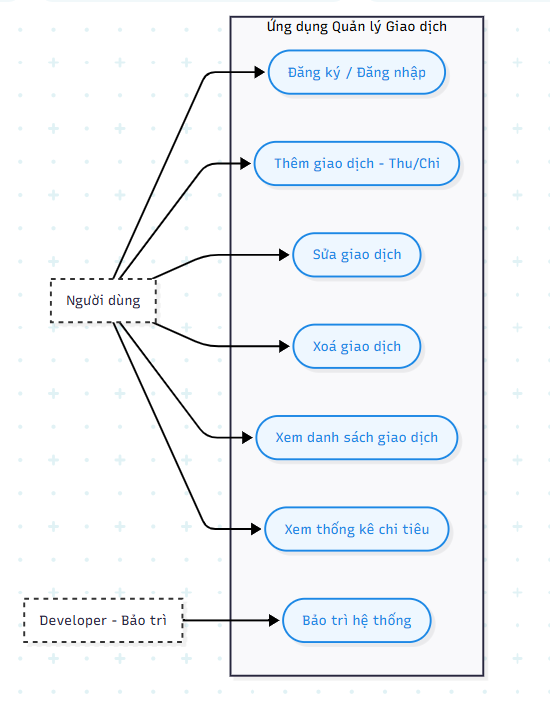 Ứng dụng Quản lý Giao dịch
Đăng ký / Đăng nhập
Thêm giao dịch - Thu/Chi
Sửa giao dịch
Người dùng
Xoá giao dịch
Xem danh sách giao dịch
Xem thống kê chi tiêu
Developer - Bảo trì
Bảo trì hệ thống